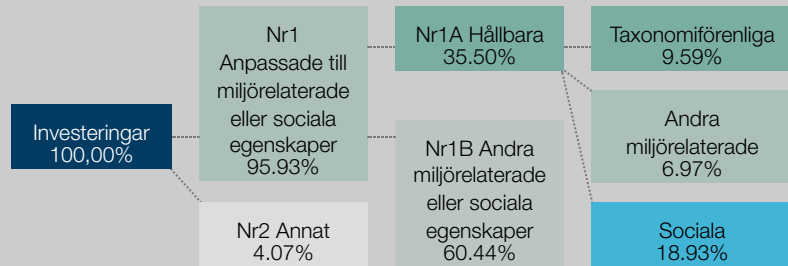 Investeringar
100,00%
Nr1
Anpassade till
miljörelaterade
eller sociala
egenskaper
95.93%
Nr2 Annat
4.07%
Nr1A Hållbara
35.50%
Nr1B Andra
miljörelaterade
eller sociala
egenskaper
60.44%
Taxonomiförenliga
9.59%
Andra
miljörelaterade
6.97%
Sociala
18.93%